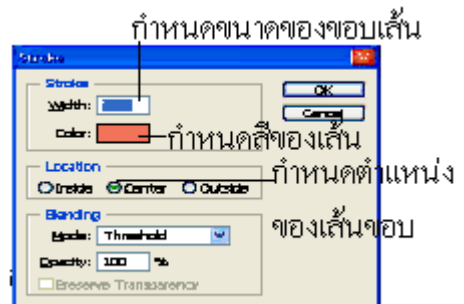 กำหนดขนาดของขอบเส้น
Stroke
Stroke
OK
Width:
Cancel
Color:
กำหนดสีของเส้น
Location
กำหนดตำแหน่ง
Inside Center Outside
Blending
ของเส้นขอบ
Mode: Threshold
Opacity: 100 %
Preserve Transparency